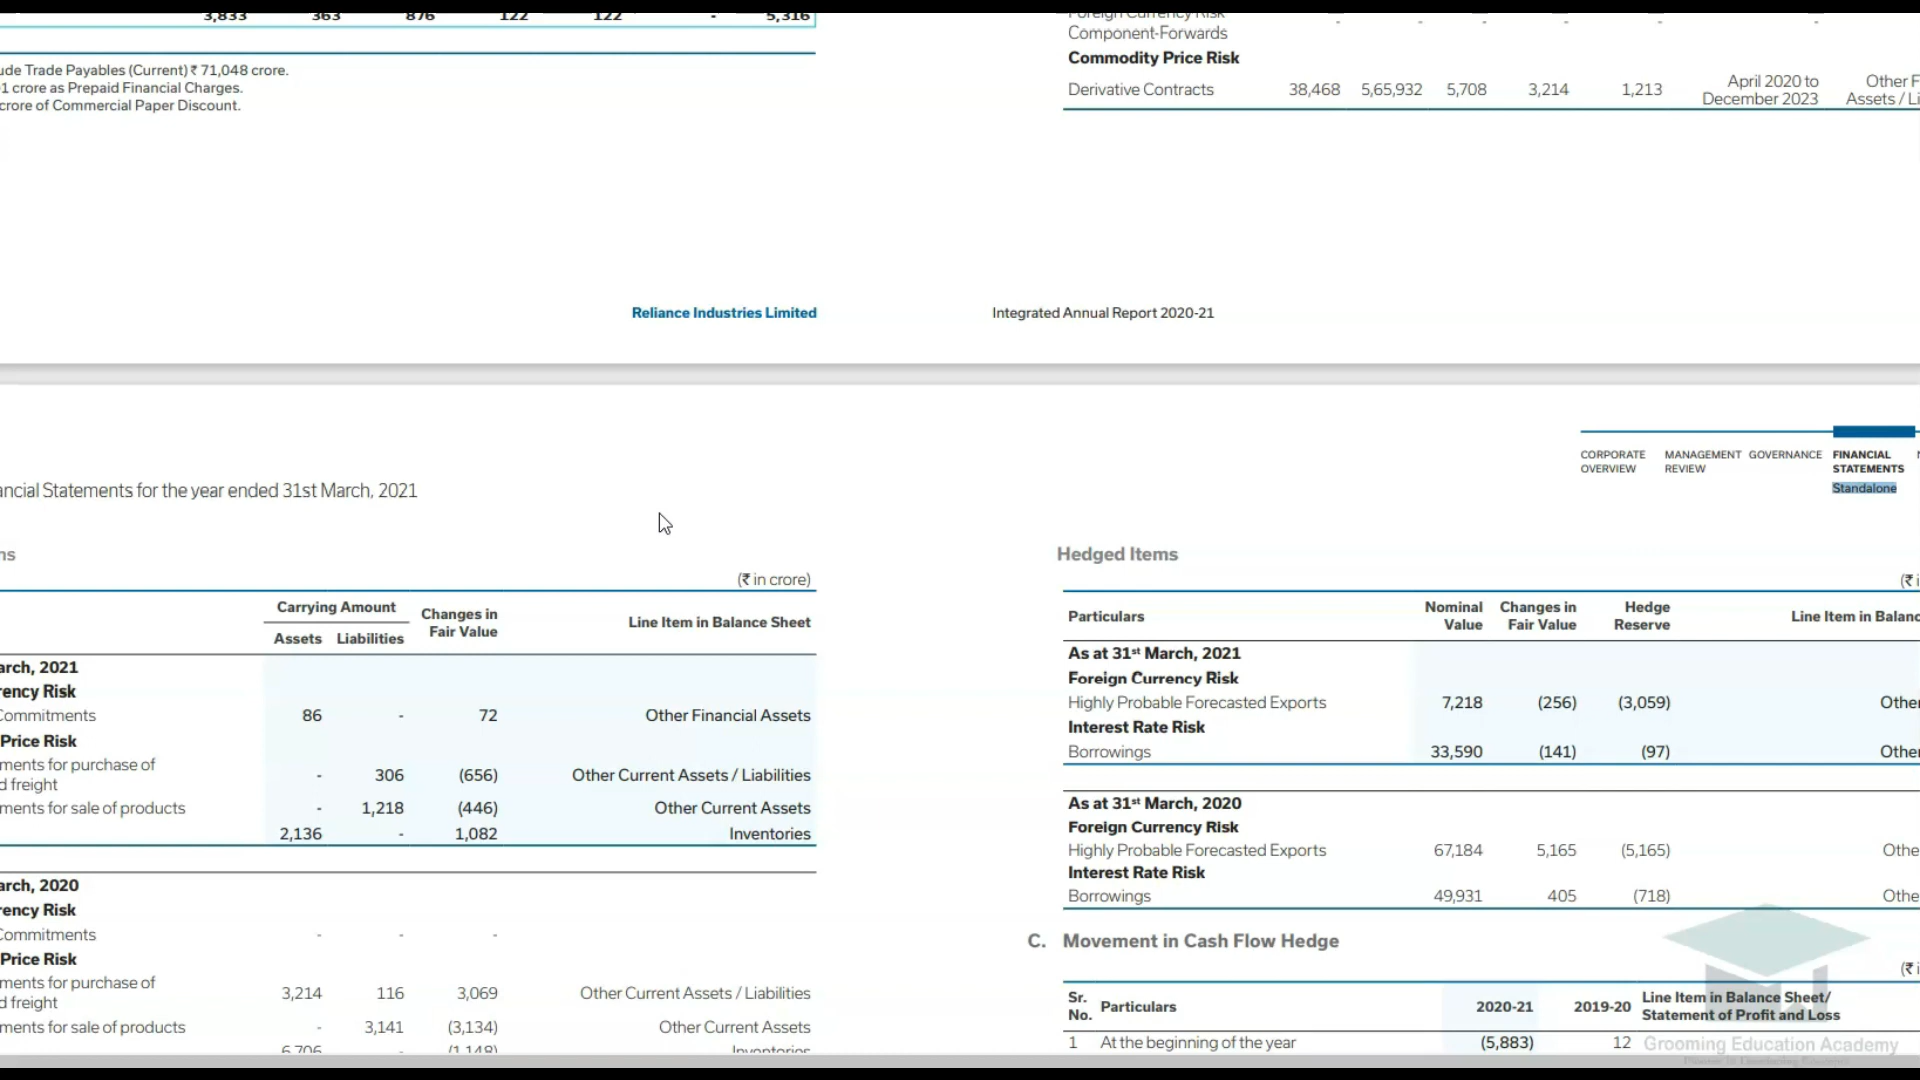 3,833 363 876 122 122 - 5,316
ude Trade Payables (Current) ₹ 71,048 crore.
1 crore as Prepaid Financial Charges.
crore of Commercial Paper Discount.
Foreign Currency Risk - - - - - -
Component-Forwards
Commodity Price Risk
Derivative Contracts 38,468 5,65,932 5,708 3,214 1,213 April 2020 to Other F
December 2023 Assets / Li
Reliance Industries Limited
Integrated Annual Report 2020-21
CORPORATE MANAGEMENT GOVERNANCE FINANCIAL
OVERVIEW REVIEW STATEMENTS
Standalone
ancial Statements for the year ended 31st March, 2021
ns
(₹ in crore)
Carrying Amount Changes in Line Item in Balance Sheet
Assets Liabilities Fair Value
arch, 2021
rency Risk
Commitments 86 - 72 Other Financial Assets
Price Risk
ments for purchase of
d freight - 306 (656) Other Current Assets / Liabilities
ments for sale of products - 1,218 (446) Other Current Assets
2,136 - 1,082 Inventories
arch, 2020
rency Risk
Commitments - - -
Price Risk
ments for purchase of
d freight 3,214 116 3,069 Other Current Assets / Liabilities
ments for sale of products - 3,141 (3,134) Other Current Assets
6,706 - (1,148) Inventories
Hedged Items
(₹ i
Particulars Nominal Changes in Hedge Line Item in Balanc
Value Fair Value Reserve
As at 31st March, 2021
Foreign Currency Risk
Highly Probable Forecasted Exports 7,218 (256) (3,059) Other
Interest Rate Risk
Borrowings 33,590 (141) (97) Other
As at 31st March, 2020
Foreign Currency Risk
Highly Probable Forecasted Exports 67,184 5,165 (5,165) Othe
Interest Rate Risk
Borrowings 49,931 405 (718) Othe
C. Movement in Cash Flow Hedge
(₹ i
Sr. Particulars 2020-21 2019-20 Line Item in Balance Sheet/
No. Statement of Profit and Loss
1 At the beginning of the year (5,883) 12
Grooming Education Academy